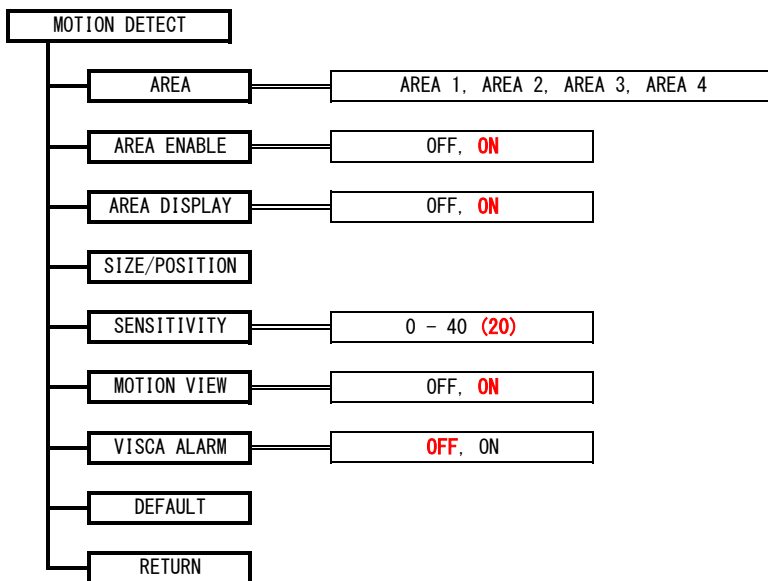 MOTION DETECT
AREA AREA 1, AREA 2, AREA 3, AREA 4
AREA ENABLE OFF, ON
AREA DISPLAY OFF, ON
SIZE/POSITION
SENSITIVITY 0 − 40 (20)
MOTION VIEW OFF, ON
VISCA ALARM OFF, ON
DEFAULT
RETURN